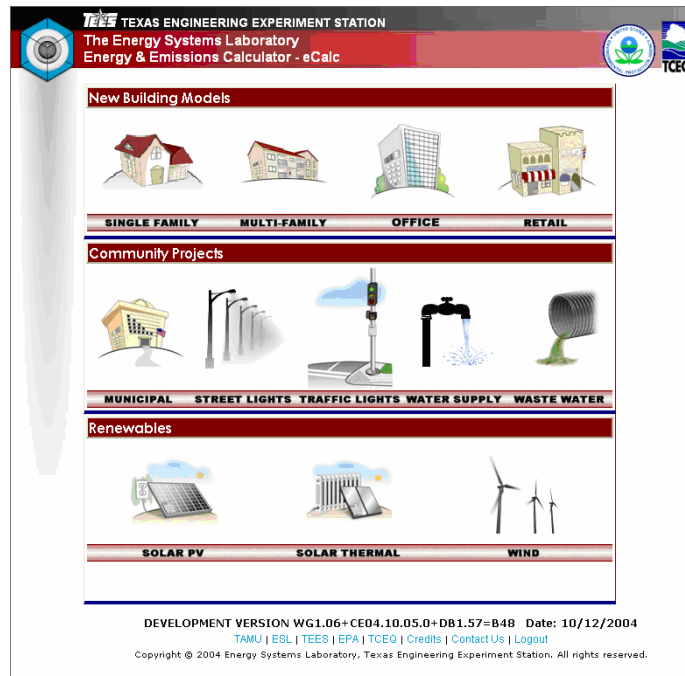 TEES TEXAS ENGINEERING EXPERIMENT STATION
The Energy Systems Laboratory
Energy & Emissions Calculator - eCalc
TCEQ
New Building Models
SINGLE FAMILY MULTI-FAMILY OFFICE RETAIL
Community Projects
MUNICIPAL STREET LIGHTS TRAFFIC LIGHTS WATER SUPPLY WASTE WATER
Renewables
SOLAR PV SOLAR THERMAL WIND
DEVELOPMENT VERSION WG1.06+CE04.10.05.0+DB1.57=B48 Date: 10/12/2004
TAMU | ESL | TEES | EPA | TCEQ | Credits | Contact Us | Logout
Copyright © 2004 Energy Systems Laboratory, Texas Engineering Experiment Station. All rights reserved.